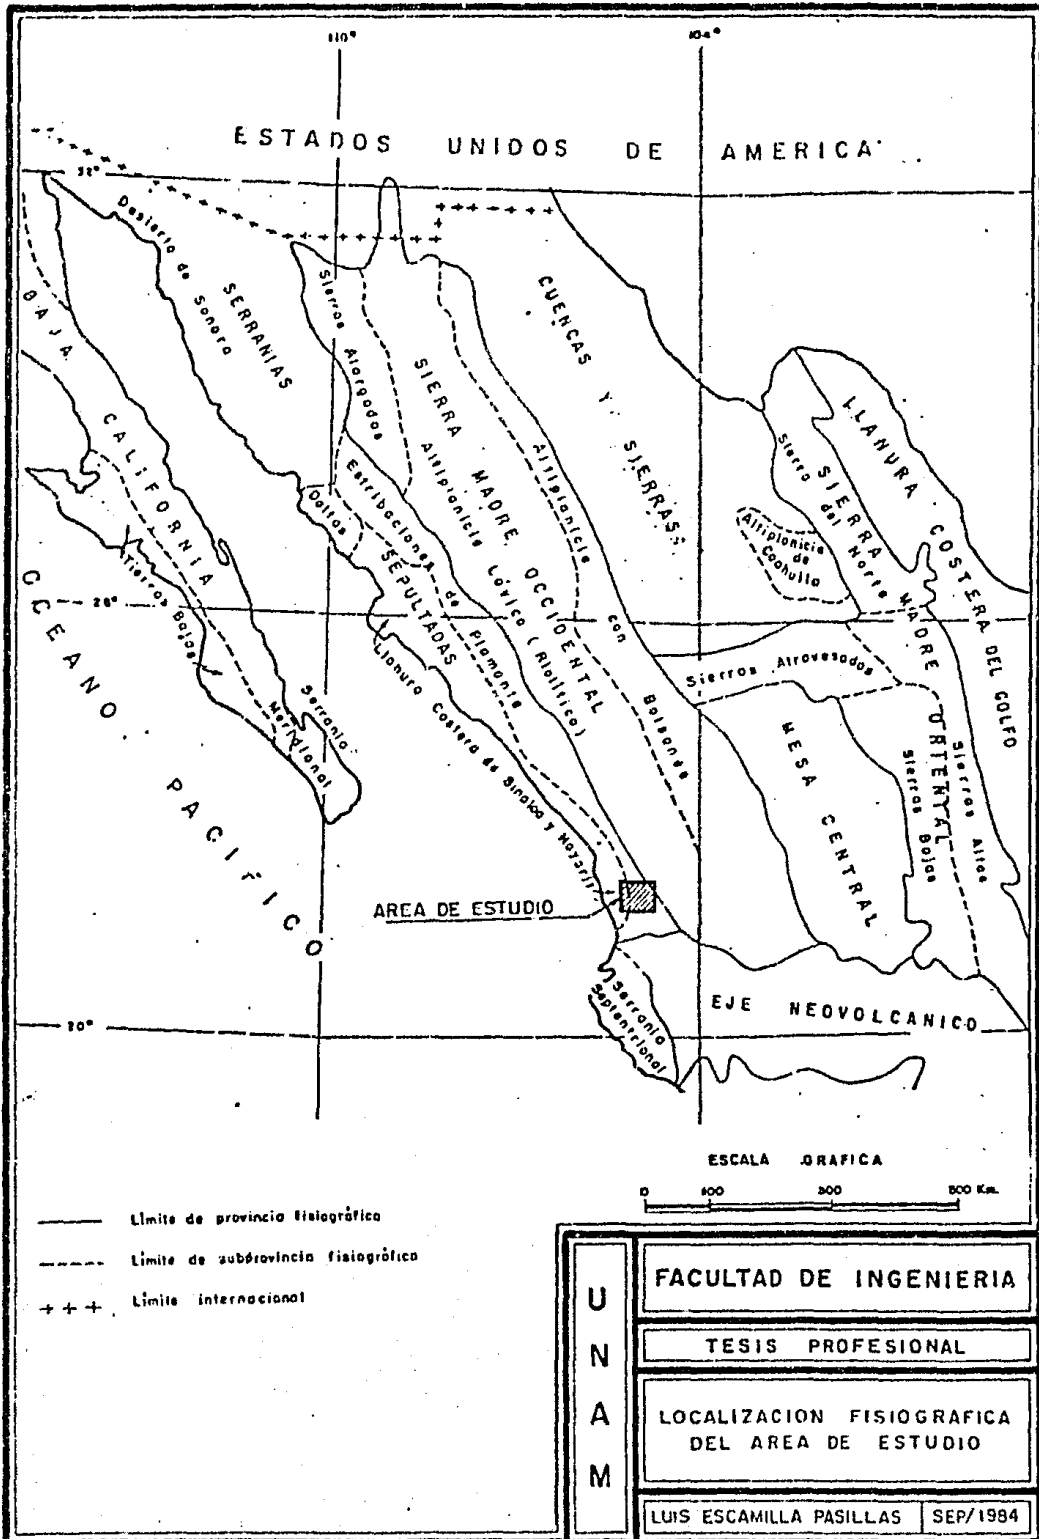 110°
104°
ESTADOS UNIDOS DE AMERICA
32°
Desierto de Sonora
SERRANIAS
SEPULTADAS
Sierras Alargadas
BAJA CALIFORNIA
Tierras Bajas
Serrania Meridional
OCEANO PACIFICO
Deltas
Estribaciones de Piamonte
Llanura Costera de Sinaloa y Nayarit
SIERRA MADRE OCCIDENTAL
Altiplanicie Lávica (Riolítica)
Altiplanicie con Bolsones
CUENCAS Y SIERRAS
Altiplanicie
de
Coahuila
Sierra del Norte
SIERRA MADRE ORIENTAL
LLANURA COSTERA DEL GOLFO
Sierras Atravesadas
MESA CENTRAL
Sierras Bajas
Sierras Altas
AREA DE ESTUDIO
Serrania
Septentrional
EJE NEOVOLCANICO
20°
ESCALA GRAFICA
0 100 300 500 Km.
Límite de provincia fisiográfica
Límite de subprovincia fisiográfica
Límite internacional
UNAM
FACULTAD DE INGENIERIA
TESIS PROFESIONAL
LOCALIZACION FISIOGRAFICA
DEL AREA DE ESTUDIO
LUIS ESCAMILLA PASILLAS SEP/1984